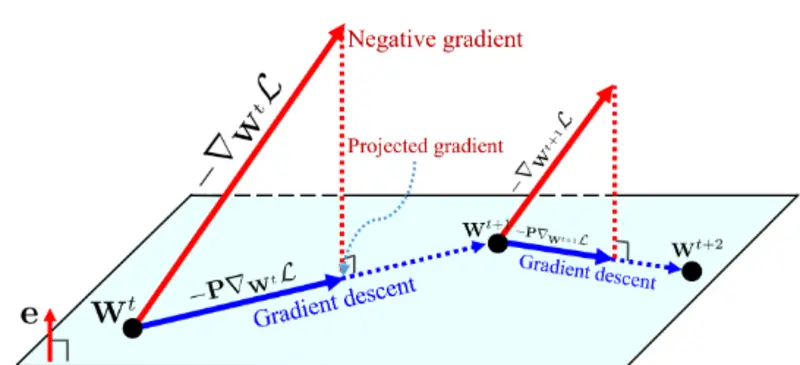 Negative gradient
−∇_{𝐖^t}ℒ
−∇_{𝐖^{t+1}}ℒ
Projected gradient
𝐖^{t+1}
−𝐏∇_{𝐖^{t+1}}ℒ
𝐖^{t+2}
Gradient descent
−𝐏∇_{𝐖^t}ℒ
Gradient descent
𝐞
𝐖^t